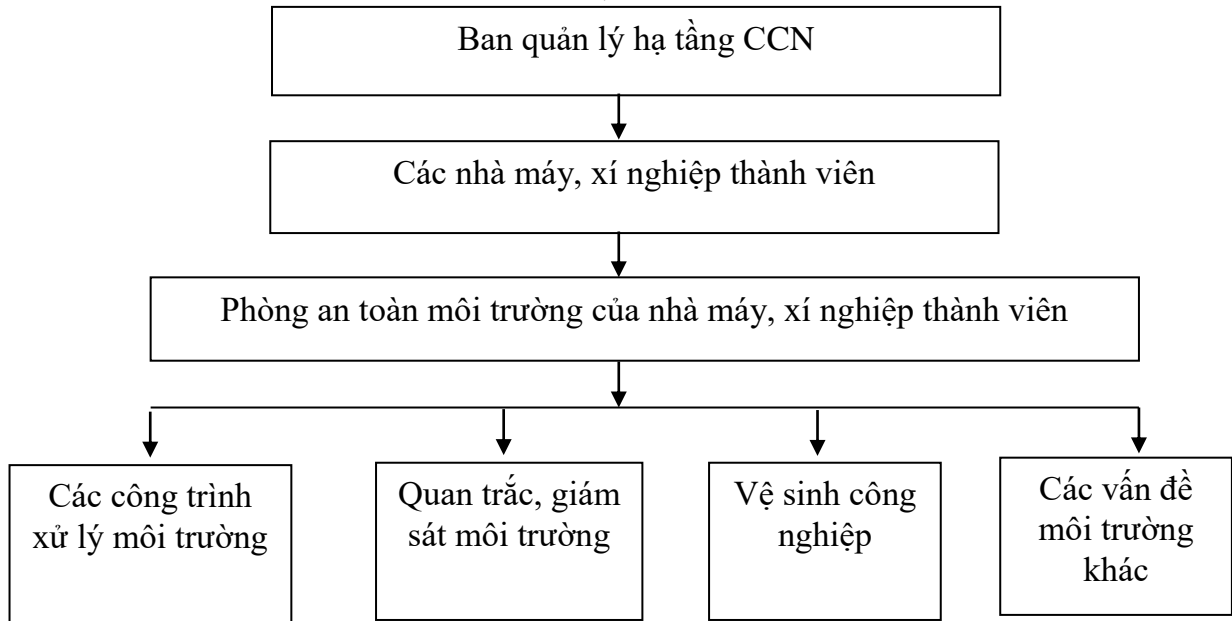 Ban quản lý hạ tầng CCN
Các nhà máy, xí nghiệp thành viên
Phòng an toàn môi trường của nhà máy, xí nghiệp thành viên
Các công trình
xử lý môi trường
Quan trắc, giám
sát môi trường
Vệ sinh công
nghiệp
Các vấn đề
môi trường
khác